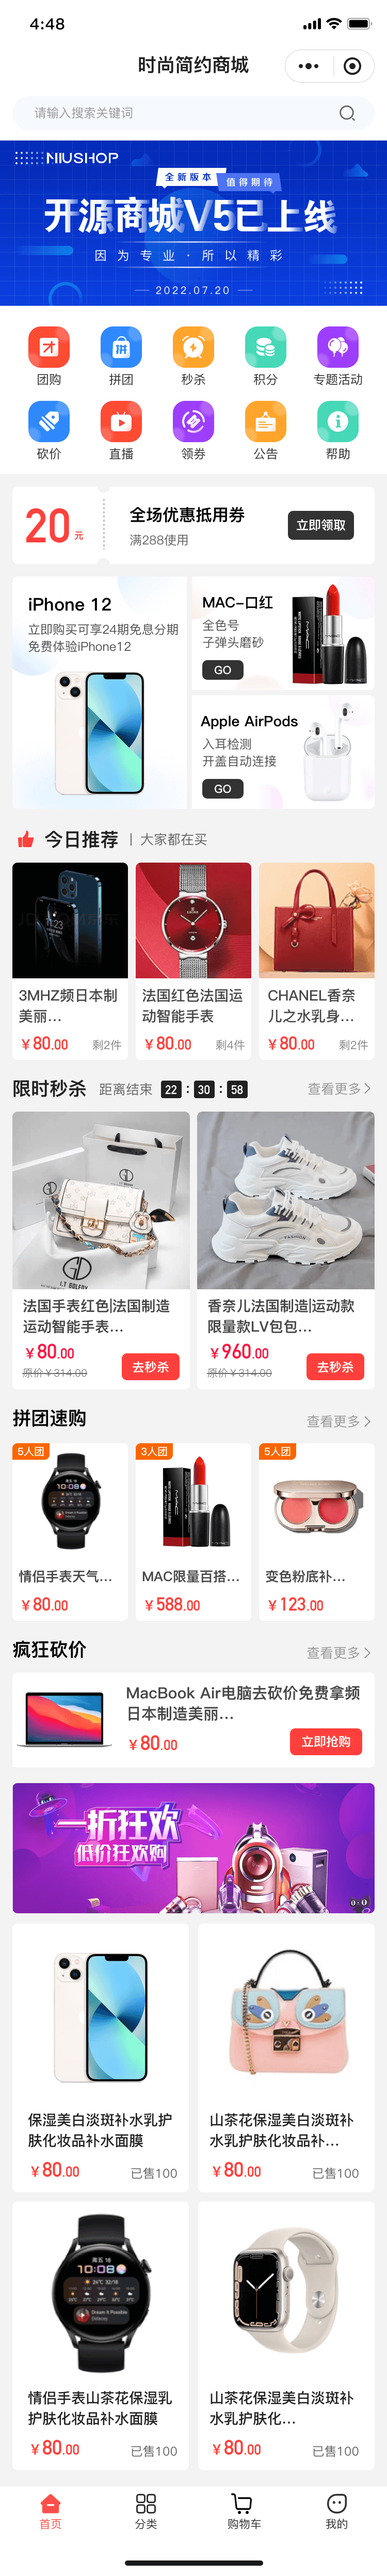 4:48
时尚简约商城
请输入搜索关键词
NIUSHOP
全新版本
值得期待
开源商城V5已上线
因为专业·所以精彩
2022.07.20
团购 拼团 秒杀 积分 专题活动
砍价 直播 领券 公告 帮助
20元
全场优惠抵用券
满288使用
立即领取
iPhone 12
立即购买可享24期免息分期
免费体验iPhone12
MAC-口红
全色号
子弹头磨砂
GO
Apple AirPods
入耳检测
开盖自动连接
GO
今日推荐 | 大家都在买
3MHZ频日本制
美丽...
￥80.00 剩2件
法国红色法国运
动智能手表
￥80.00 剩4件
CHANEL香奈
儿之水乳身...
￥80.00 剩2件
限时秒杀 距离结束 22 : 30 : 58 查看更多
I.T GOLFFY
法国手表红色|法国制造
运动智能手表...
￥80.00
原价￥314.00
去秒杀
FASHION
香奈儿法国制造|运动款
限量款LV包包...
￥960.00
原价￥314.00
去秒杀
拼团速购 查看更多
5人团
情侣手表天气...
￥80.00
3人团
MAC限量百搭...
￥588.00
5人团
变色粉底补...
￥123.00
疯狂砍价 查看更多
MacBook Air电脑去砍价免费拿频
日本制造美丽...
￥80.00
立即抢购
一折狂欢
低价狂欢购
保湿美白淡斑补水乳护
肤化妆品补水面膜
￥80.00 已售100
山茶花保湿美白淡斑补
水乳护肤化妆品补...
￥80.00 已售100
周五 18
10:08
24°C 32/18
Dream It Possible
Delacey
情侣手表山茶花保湿乳
护肤化妆品补水面膜
￥80.00 已售100
山茶花保湿美白淡斑补
水乳护肤化...
￥80.00 已售100
首页 分类 购物车 我的